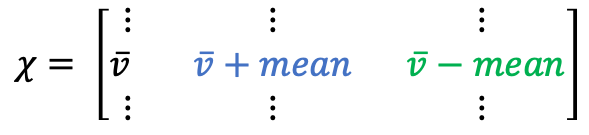 ⋮ ⋮ ⋮
χ = [ v̄ v̄ + mean v̄ − mean ]
⋮ ⋮ ⋮